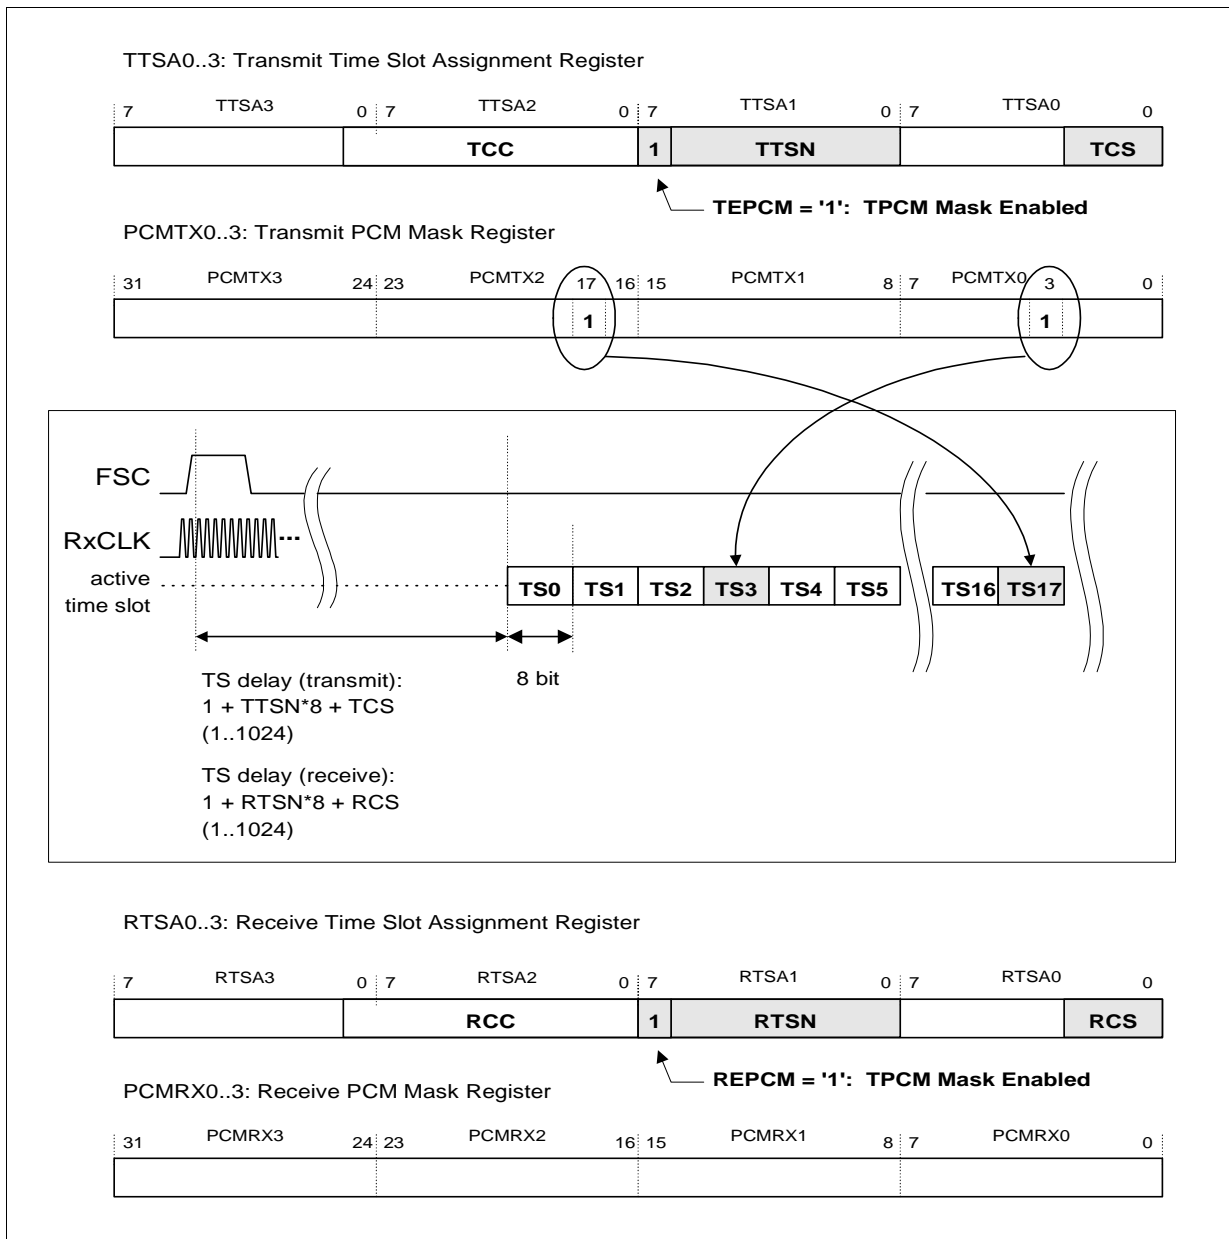 TTSA0..3: Transmit Time Slot Assignment Register
7 TTSA3 0 7 TTSA2 0 7 TTSA1 0 7 TTSA0 0
TCC 1 TTSN TCS
TEPCM = '1': TPCM Mask Enabled
PCMTX0..3: Transmit PCM Mask Register
31 PCMTX3 24 23 PCMTX2 17 16 15 PCMTX1 8 7 PCMTX0 3 0
1 1
FSC
RxCLK
active
time slot
TS0 TS1 TS2 TS3 TS4 TS5 TS16 TS17
TS delay (transmit):
1 + TTSN*8 + TCS
(1..1024)
8 bit
TS delay (receive):
1 + RTSN*8 + RCS
(1..1024)
RTSA0..3: Receive Time Slot Assignment Register
7 RTSA3 0 7 RTSA2 0 7 RTSA1 0 7 RTSA0 0
RCC 1 RTSN RCS
REPCM = '1': TPCM Mask Enabled
PCMRX0..3: Receive PCM Mask Register
31 PCMRX3 24 23 PCMRX2 16 15 PCMRX1 8 7 PCMRX0 0